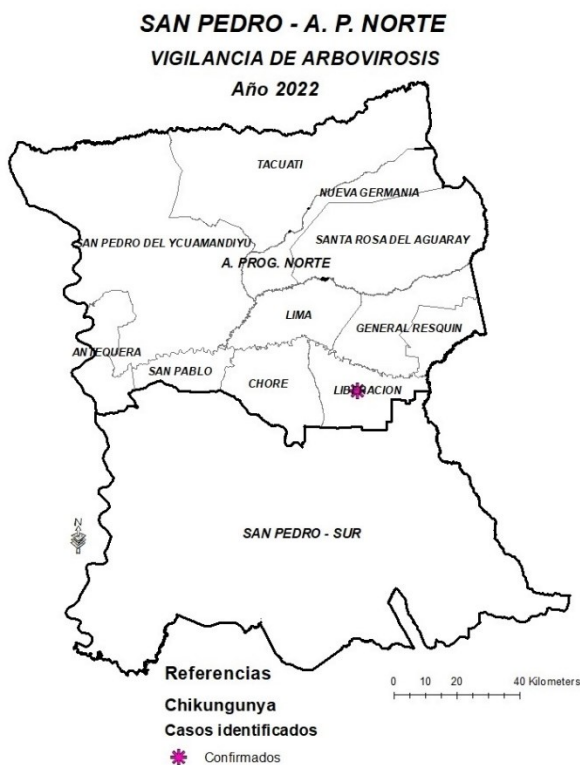 SAN PEDRO - A. P. NORTE
VIGILANCIA DE ARBOVIROSIS
Año 2022
TACUATI
NUEVA GERMANIA
SAN PEDRO DEL YCUAMANDIYU
SANTA ROSA DEL AGUARAY
A. PROG. NORTE
LIMA
GENERAL RESQUIN
ANTEQUERA
SAN PABLO
CHORE
LIBERACION
SAN PEDRO - SUR
N
Referencias
Chikungunya
Casos identificados
Confirmados
0 10 20 40 Kilometers